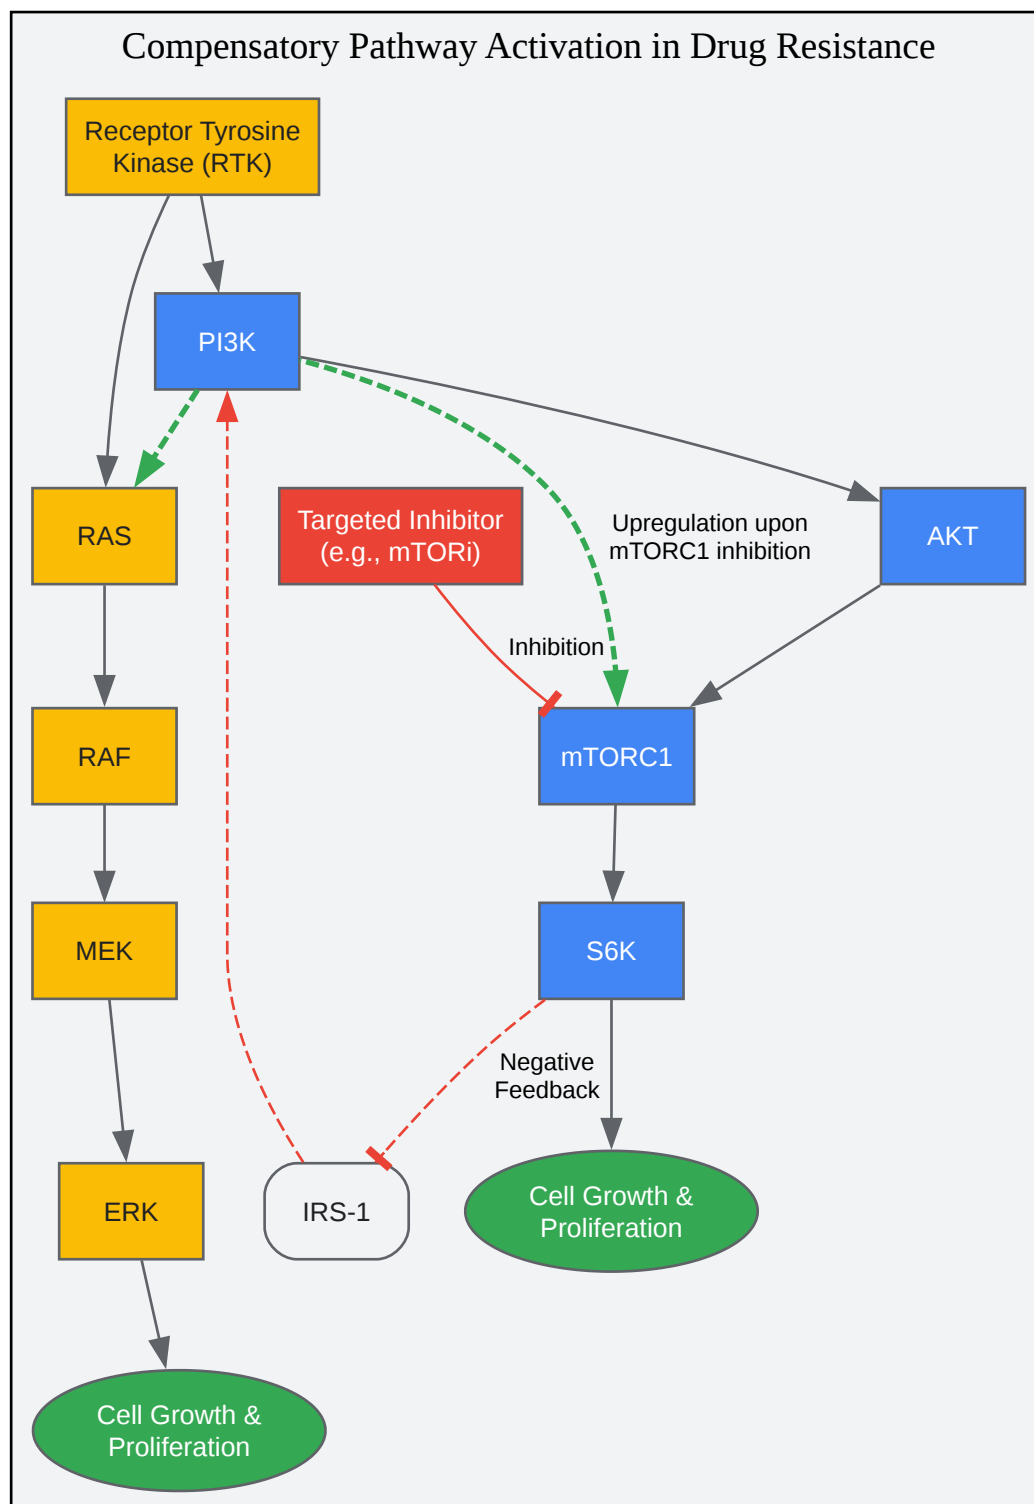 Compensatory Pathway Activation in Drug Resistance
Receptor Tyrosine
Kinase (RTK)
PI3K
RAS
Targeted Inhibitor
(e.g., mTORi)
Upregulation upon
mTORC1 inhibition
AKT
Inhibition
RAF
mTORC1
MEK
S6K
Negative
Feedback
ERK
IRS-1
Cell Growth &
Proliferation
Cell Growth &
Proliferation